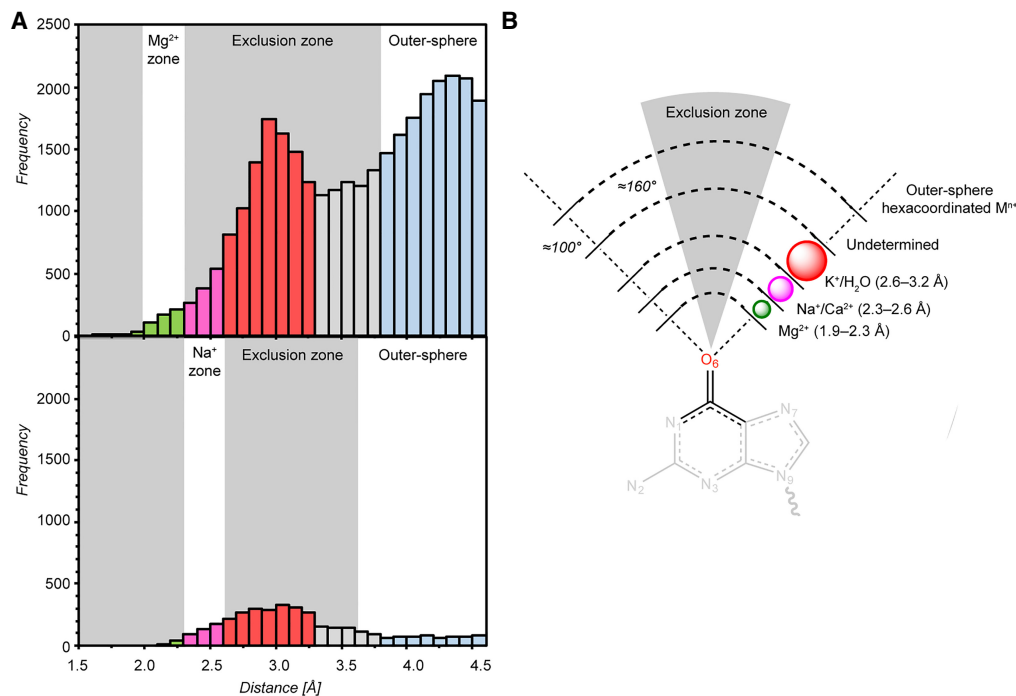 A
Frequency
2500
2000
1500
1000
500
0
Mg²⁺
zone
Exclusion zone
Outer-sphere
Frequency
2000
1500
1000
500
0
Na⁺
zone
Exclusion zone
Outer-sphere
1.5
2.0
2.5
3.0
3.5
4.0
4.5
Distance [Å]
B
Exclusion zone
≈160°
≈100°
Outer-sphere
hexacoordinated Mⁿ⁺
Undetermined
K⁺/H₂O (2.6–3.2 Å)
Na⁺/Ca²⁺ (2.3–2.6 Å)
Mg²⁺ (1.9–2.3 Å)
O₆
N₁
N₇
N₂
N₃
N₉